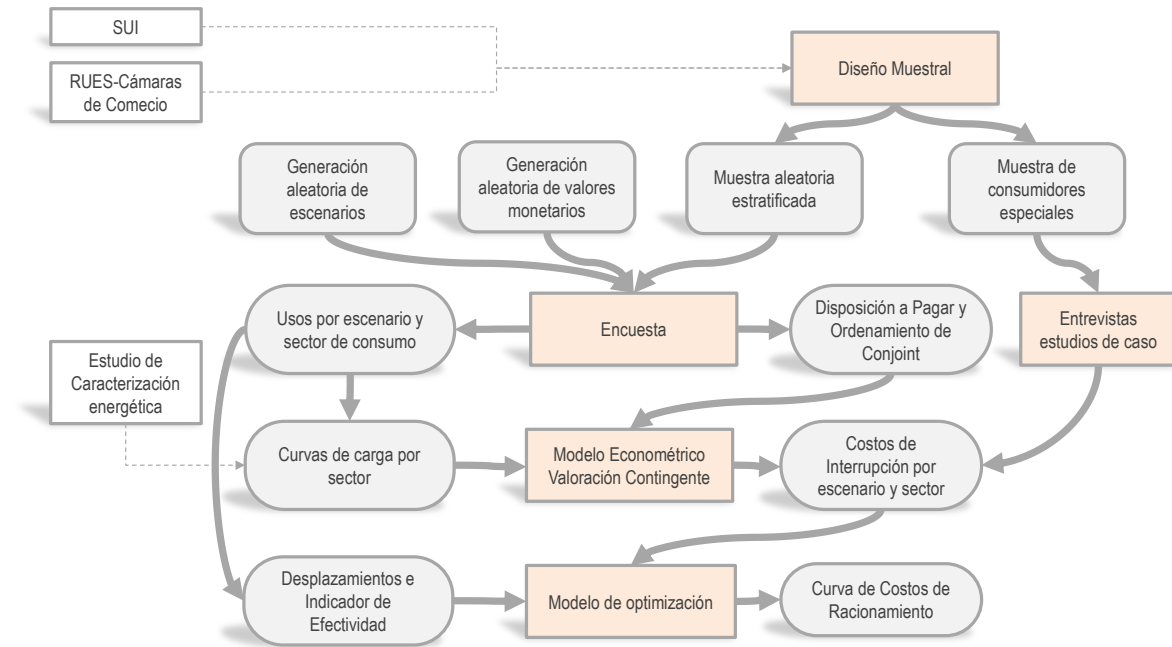 SUI
RUES-Cámaras
de Comecio
Diseño Muestral
Generación
aleatoria de
escenarios
Generación
aleatoria de valores
monetarios
Muestra aleatoria
estratificada
Muestra de
consumidores
especiales
Usos por escenario y
sector de consumo
Encuesta
Disposición a Pagar y
Ordenamiento de
Conjoint
Entrevistas
estudios de caso
Estudio de
Caracterización
energética
Curvas de carga por
sector
Modelo Econométrico
Valoración Contingente
Costos de
Interrupción por
escenario y sector
Desplazamientos e
Indicador de
Efectividad
Modelo de optimización
Curva de Costos de
Racionamiento